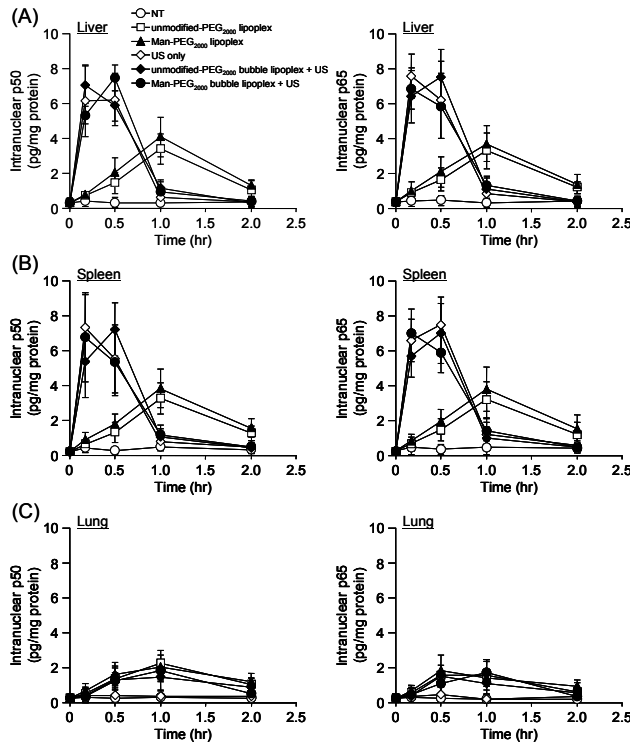 (A)
Liver
NT
unmodified-PEG2000 lipoplex
Man-PEG2000 lipoplex
US only
unmodified-PEG2000 bubble lipoplex + US
Man-PEG2000 bubble lipoplex + US
Intranuclear p50
(pg/mg protein)
10
8
6
4
2
0
0 0.5 1.0 1.5 2.0 2.5
Time (hr)
Liver
Intranuclear p65
(pg/mg protein)
10
8
6
4
2
0
0 0.5 1.0 1.5 2.0 2.5
Time (hr)
(B)
Spleen
Intranuclear p50
(pg/mg protein)
10
8
6
4
2
0
0 0.5 1.0 1.5 2.0 2.5
Time (hr)
Spleen
Intranuclear p65
(pg/mg protein)
10
8
6
4
2
0
0 0.5 1.0 1.5 2.0 2.5
Time (hr)
(C)
Lung
Intranuclear p50
(pg/mg protein)
10
8
6
4
2
0
0 0.5 1.0 1.5 2.0 2.5
Time (hr)
Lung
Intranuclear p65
(pg/mg protein)
10
8
6
4
2
0
0 0.5 1.0 1.5 2.0 2.5
Time (hr)